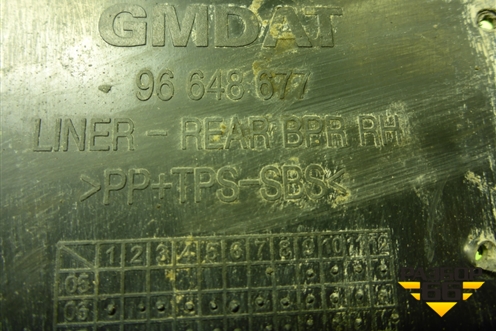 GMDAT
96 648 677
LINER - REAR BPR RH
>PP+TPS-SBS<
1 2 3 4 5 6 7 8 9 10 11 12